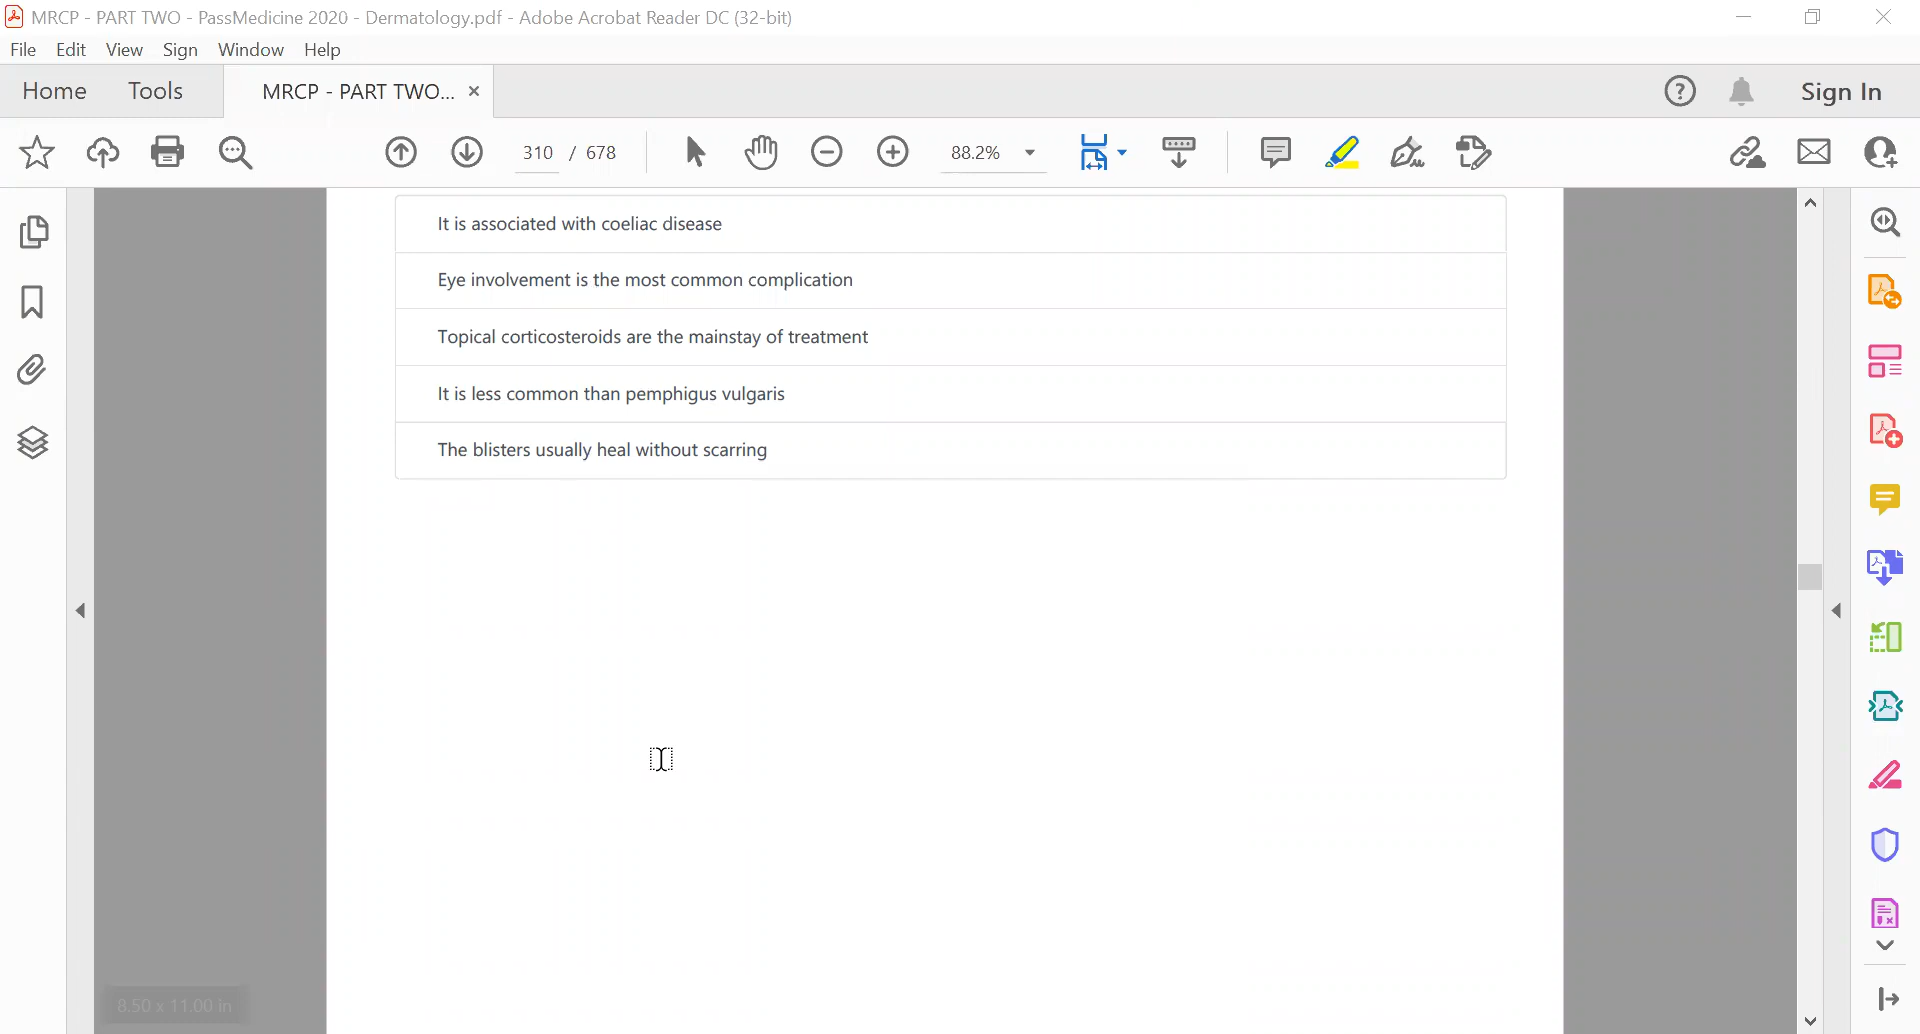 MRCP - PART TWO - PassMedicine 2020 - Dermatology.pdf - Adobe Acrobat Reader DC (32-bit)
File Edit View Sign Window Help
Home Tools MRCP - PART TWO... Sign In
310 / 678 88.2%
It is associated with coeliac disease
Eye involvement is the most common complication
Topical corticosteroids are the mainstay of treatment
It is less common than pemphigus vulgaris
The blisters usually heal without scarring
8.50 x 11.00 in